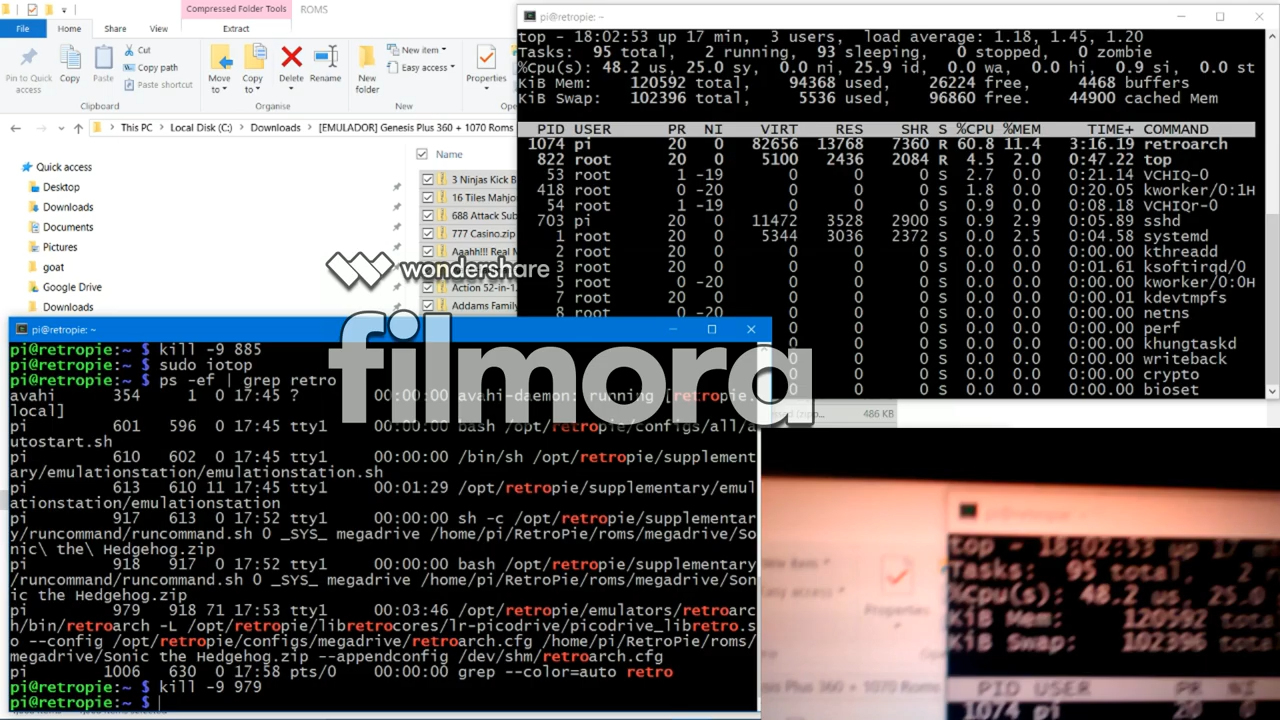 Compressed Folder Tools
ROMS
File
Home
Share
View
Extract
Pin to Quick access
Copy
Paste
Cut
Copy path
Paste shortcut
Clipboard
Move to
Copy to
Delete
Rename
Organise
New folder
New item
Easy access
New
Properties
This PC > Local Disk (C:) > Downloads > [EMULADOR] Genesis Plus 360 + 1070 Roms
Quick access
Desktop
Downloads
Documents
Pictures
goat
Google Drive
Downloads
Name
3 Ninjas Kick B
16 Tiles Mahjo
688 Attack Sub
777 Casino.zip
Aaahh!!! Real M
Action 52-in-1.
Addams Family
486 KB
wondershare
filmora
pi@retropie: ~
top - 18:02:53 up 17 min,  3 users,  load average: 1.18, 1.45, 1.20
Tasks:  95 total,   2 running,  93 sleeping,   0 stopped,   0 zombie
%Cpu(s): 48.2 us, 25.0 sy,  0.0 ni, 25.9 id,  0.0 wa,  0.0 hi,  0.9 si,  0.0 st
KiB Mem:    120592 total,    94368 used,    26224 free,     4468 buffers
KiB Swap:   102396 total,     5536 used,    96860 free.    44900 cached Mem
PID USER      PR  NI    VIRT    RES    SHR S %CPU %MEM     TIME+ COMMAND
1074 pi        20   0   82656  13768   7360 R 60.8 11.4   3:16.19 retroarch
822 root      20   0    5100   2436   2084 R  4.5  2.0   0:47.22 top
53 root       1 -19       0      0      0 S  2.7  0.0   0:21.14 VCHIQ-0
418 root       0 -20       0      0      0 S  1.8  0.0   0:20.05 kworker/0:1H
54 root       1 -19       0      0      0 S  0.9  0.0   0:08.18 VCHIQr-0
703 pi        20   0   11472   3528   2900 S  0.9  2.9   0:05.89 sshd
1 root      20   0    5344   3036   2372 S  0.0  2.5   0:04.58 systemd
2 root      20   0       0      0      0 S  0.0  0.0   0:00.00 kthreadd
3 root      20   0       0      0      0 S  0.0  0.0   0:01.61 ksoftirqd/0
5 root       0 -20       0      0      0 S  0.0  0.0   0:00.00 kworker/0:0H
7 root      20   0       0      0      0 S  0.0  0.0   0:00.01 kdevtmpfs
8 root       0 -20       0      0      0 S  0.0  0.0   0:00.00 netns
0 S  0.0  0.0   0:00.00 perf
0 S  0.0  0.0   0:00.00 khungtaskd
0 S  0.0  0.0   0:00.00 writeback
0 S  0.0  0.0   0:00.00 crypto
0 S  0.0  0.0   0:00.00 bioset
pi@retropie: ~
pi@retropie:~ $ kill -9 885
pi@retropie:~ $ sudo iotop
pi@retropie:~ $ ps -ef | grep retro
avahi      354     1  0 17:45 ?        00:00:00 avahi-daemon: running [retropie.
local]
pi         601   596  0 17:45 tty1     00:00:00 bash /opt/retropie/configs/all/a
utostart.sh
pi         610   602  0 17:45 tty1     00:00:00 /bin/sh /opt/retropie/supplement
ary/emulationstation/emulationstation.sh
pi         613   610 11 17:45 tty1     00:01:29 /opt/retropie/supplementary/emul
ationstation/emulationstation
pi         917   613  0 17:52 tty1     00:00:00 sh -c /opt/retropie/supplementar
y/runcommand/runcommand.sh 0 _SYS_ megadrive /home/pi/RetroPie/roms/megadrive/So
nic\ the\ Hedgehog.zip
pi         918   917  0 17:52 tty1     00:00:00 bash /opt/retropie/supplementary
/runcommand/runcommand.sh 0 _SYS_ megadrive /home/pi/RetroPie/roms/megadrive/Son
ic the Hedgehog.zip
pi         979   918 71 17:53 tty1     00:03:46 /opt/retropie/emulators/retroarc
h/bin/retroarch -L /opt/retropie/libretrocores/lr-picodrive/picodrive_libretro.s
o --config /opt/retropie/configs/megadrive/retroarch.cfg /home/pi/RetroPie/roms/
megadrive/Sonic the Hedgehog.zip --appendconfig /dev/shm/retroarch.cfg
pi        1006   630  0 17:58 pts/0    00:00:00 grep --color=auto retro
pi@retropie:~ $ kill -9 979
pi@retropie:~ $
top - 18:02:53 up 17 m
Tasks:  95 total,   2 r
%Cpu(s): 48.2 us, 25.0
KiB Mem:    120592 tota
KiB Swap:   102396 tota
Properties
Plus 360 + 1070 Roms
PID USER      PR  NI
1074 pi        20   0